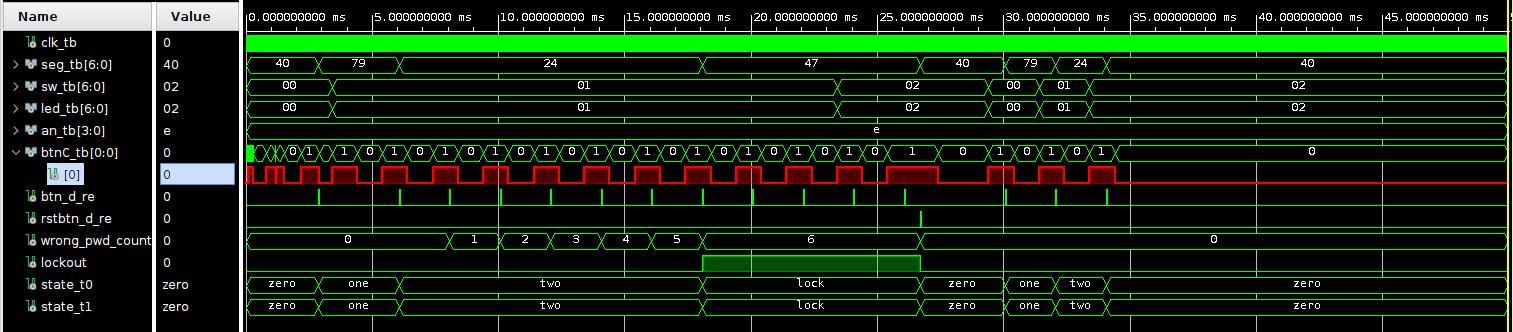 Name Value 0.000000000 ms 5.000000000 ms 10.000000000 ms 15.000000000 ms 20.000000000 ms 25.000000000 ms 30.000000000 ms 35.000000000 ms 40.000000000 ms 45.000000000 ms
clk_tb 0
seg_tb[6:0] 40 40 79 24 47 40 79 24 40
sw_tb[6:0] 02 00 01 02 00 01 02
led_tb[6:0] 02 00 01 02 00 01 02
an_tb[3:0] e e
btnC_tb[0:0] 0 0 1 0 1 0 1 0 1 0 1 0 1 0 1 0 1 0 1 0 1 0 1 0 1 0 1 0 1 0 1 0
[0] 0
btn_d_re 0
rstbtn_d_re 0
wrong_pwd_count 0 0 1 2 3 4 5 6 0
lockout 0
state_t0 zero zero one two lock zero one two zero
state_t1 zero zero one two lock zero one two zero